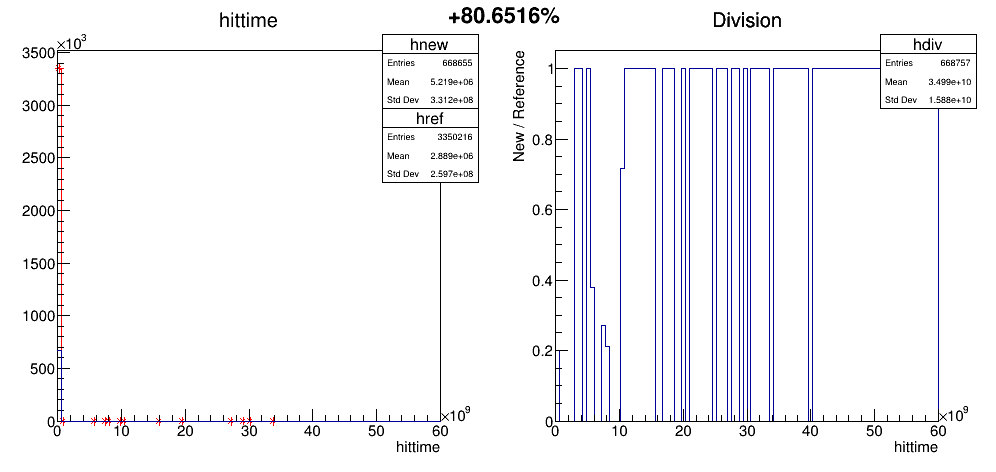 +80.6516%
hittime
×10³
3500
3000
2500
2000
1500
1000
500
0
0 10 20 30 40 50 60
×10⁹
hittime
hnew
Entries 668655
Mean 5.219e+06
Std Dev 3.312e+08
href
Entries 3350216
Mean 2.889e+06
Std Dev 2.597e+08
Division
New / Reference
1
0.8
0.6
0.4
0.2
0
0 10 20 30 40 50 60
×10⁹
hittime
hdiv
Entries 668757
Mean 3.499e+10
Std Dev 1.588e+10